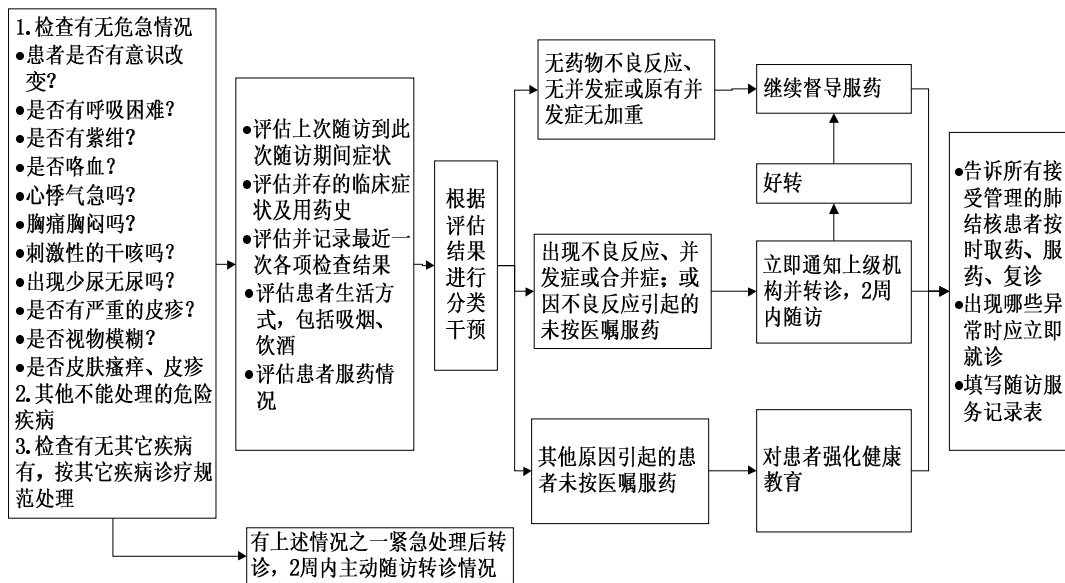 1.检查有无危急情况
●患者是否有意识改
变？
●是否有呼吸困难？
●是否有紫绀？
●是否咯血？
●心悸气急吗？
●胸痛胸闷吗？
●刺激性的干咳吗？
●出现少尿无尿吗？
●是否有严重的皮疹？
●是否视物模糊？
●是否皮肤瘙痒、皮疹
2.其他不能处理的危险
疾病
3.检查有无其它疾病
有，按其它疾病诊疗规
范处理
有上述情况之一紧急处理后转
诊，2周内主动随访转诊情况
●评估上次随访到此
次随访期间症状
●评估并存的临床症
状及用药史
●评估并记录最近一
次各项检查结果
●评估患者生活方
式，包括吸烟、
饮酒
●评估患者服药情
况
根据
评估
结果
进行
分类
干预
无药物不良反应、
无并发症或原有并
发症无加重
继续督导服药
好转
出现不良反应、并
发症或合并症；或
因不良反应引起的
未按医嘱服药
立即通知上级机
构并转诊，2周
内随访
其他原因引起的患
者未按医嘱服药
对患者强化健康
教育
●告诉所有接
受管理的肺
结核患者按
时取药、服
药、复诊
●出现哪些异
常时应立即
就诊
●填写随访服
务记录表